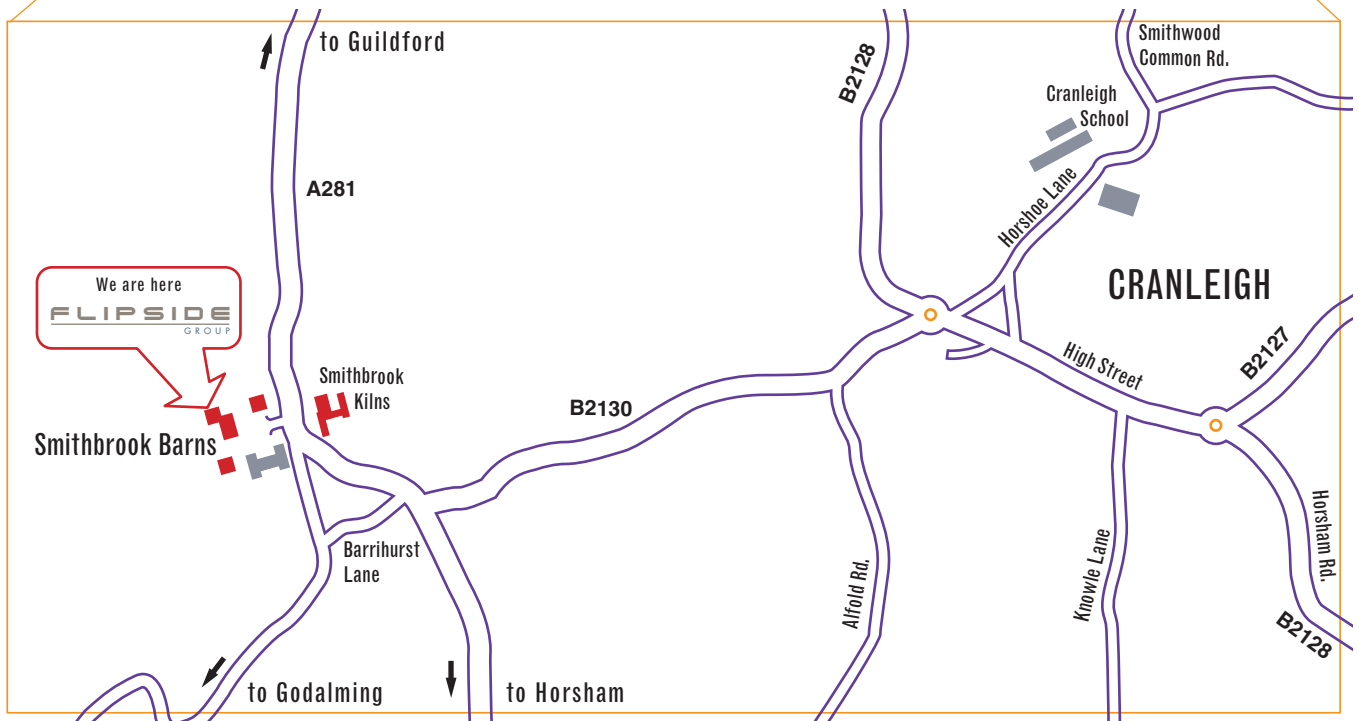 to Guildford
B2128
Smithwood
Common Rd.
Cranleigh
School
A281
Horshoe Lane
We are here
FLIPSIDE
GROUP
CRANLEIGH
Smithbrook
Kilns
B2130
High Street
B2127
Smithbrook Barns
Barrihurst
Lane
Alfold Rd.
Knowle Lane
Horsham Rd.
B2128
to Godalming
to Horsham